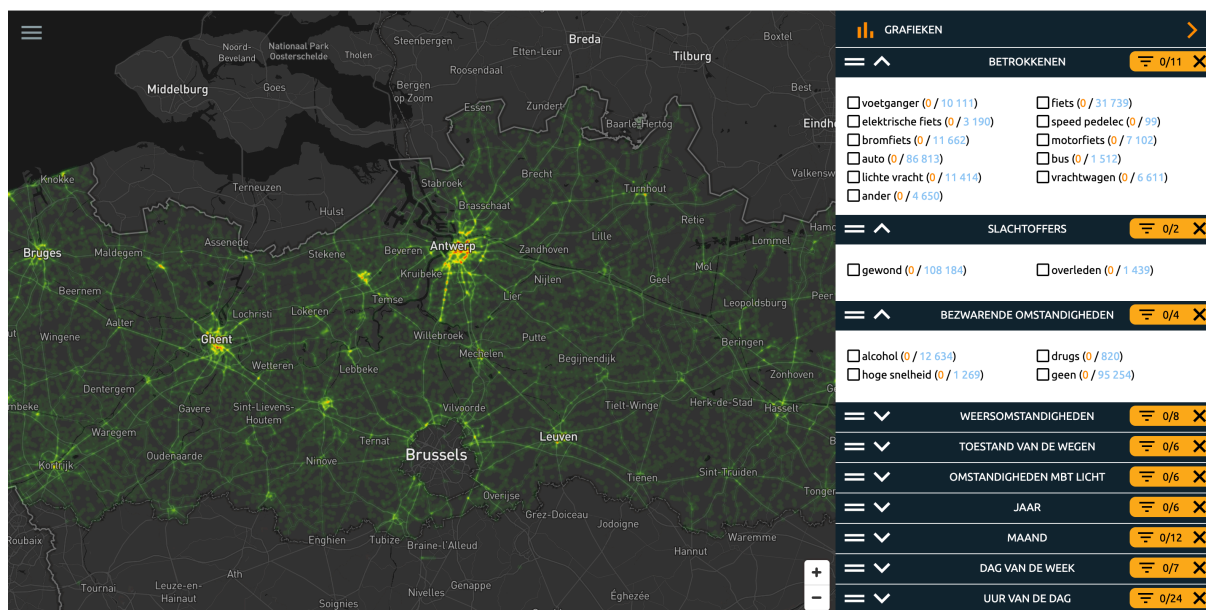 Noord-
Beveland
Nationaal Park
Oosterschelde
Tholen
Steenbergen
Etten-Leur
Breda
Boxtel
Tilburg
Roosendaal
Middelburg
Goes
Bergen
op Zoom
Zundert
Essen
Best
Baarle-Hertog
Eindh
Knokke
Terneuzen
Stabroek
Brecht
Turnhout
Valkensw
Hulst
Brasschaat
Retie
Hamo
Bruges
Maldegem
Assenede
Stekene
Beveren
Antwerp
Zandhoven
Lille
Lommel
Kruibeke
Nijlen
Geel
Mol
Beernem
Temse
Lier
Leopoldsburg
Peer
Aalter
Lochristi
Lokeren
ut
Wingene
Ghent
Willebroek
Putte
Beringen
Mechelen
Begijnendijk
Wetteren
Lebbeke
Zonhoven
Dentergem
Ge
mbeke
Gavere
Sint-Lievens-
Houtem
Vilvoorde
Tielt-Winge
Herk-de-Stad
Hasselt
Waregem
Ternat
Leuven
B
Oudenaarde
Brussels
Kortrijk
Ninove
Sint-Truiden
Tienen
Overijse
Tongere
Grez-Doiceau
Jodoigne
Roubaix
Enghien
Tubize
Braine-l'Alleud
Waremme
Hannut
Ath
Tournai
Leuze-en-
Hainaut
Genappe
Nivelles
Soignies
Éghezée
+
−
GRAFIEKEN
BETROKKENEN 0/11
voetganger (0 / 10 111) fiets (0 / 31 739)
elektrische fiets (0 / 3 190) speed pedelec (0 / 99)
bromfiets (0 / 11 662) motorfiets (0 / 7 102)
auto (0 / 86 813) bus (0 / 1 512)
lichte vracht (0 / 11 414) vrachtwagen (0 / 6 611)
ander (0 / 4 650)
SLACHTOFFERS 0/2
gewond (0 / 108 184) overleden (0 / 1 439)
BEZWARENDE OMSTANDIGHEDEN 0/4
alcohol (0 / 12 634) drugs (0 / 820)
hoge snelheid (0 / 1 269) geen (0 / 95 254)
WEERSOMSTANDIGHEDEN 0/8
TOESTAND VAN DE WEGEN 0/6
OMSTANDIGHEDEN MBT LICHT 0/6
JAAR 0/6
MAAND 0/12
DAG VAN DE WEEK 0/7
UUR VAN DE DAG 0/24